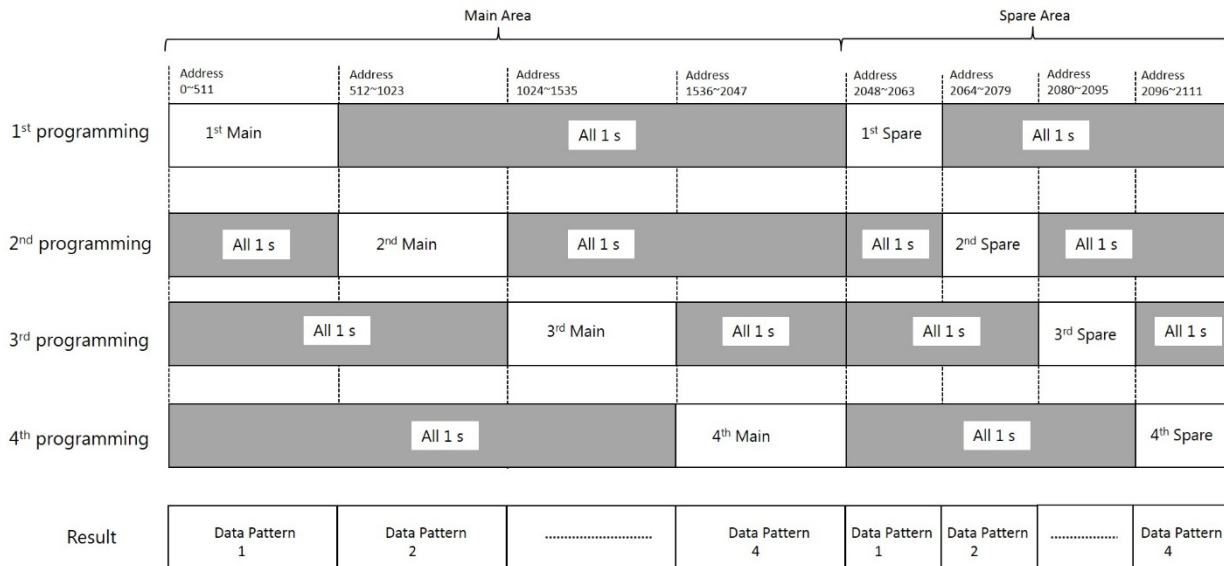 Main Area
Spare Area
Address
0~511
Address
512~1023
Address
1024~1535
Address
1536~2047
Address
2048~2063
Address
2064~2079
Address
2080~2095
Address
2096~2111
1st programming
1st Main
All 1 s
1st Spare
All 1 s
2nd programming
All 1 s
2nd Main
All 1 s
All 1 s
2nd Spare
All 1 s
3rd programming
All 1 s
3rd Main
All 1 s
All 1 s
3rd Spare
All 1 s
4th programming
All 1 s
4th Main
All 1 s
4th Spare
Result
Data Pattern
1
Data Pattern
2
............................
Data Pattern
4
Data Pattern
1
Data Pattern
2
...................
Data Pattern
4